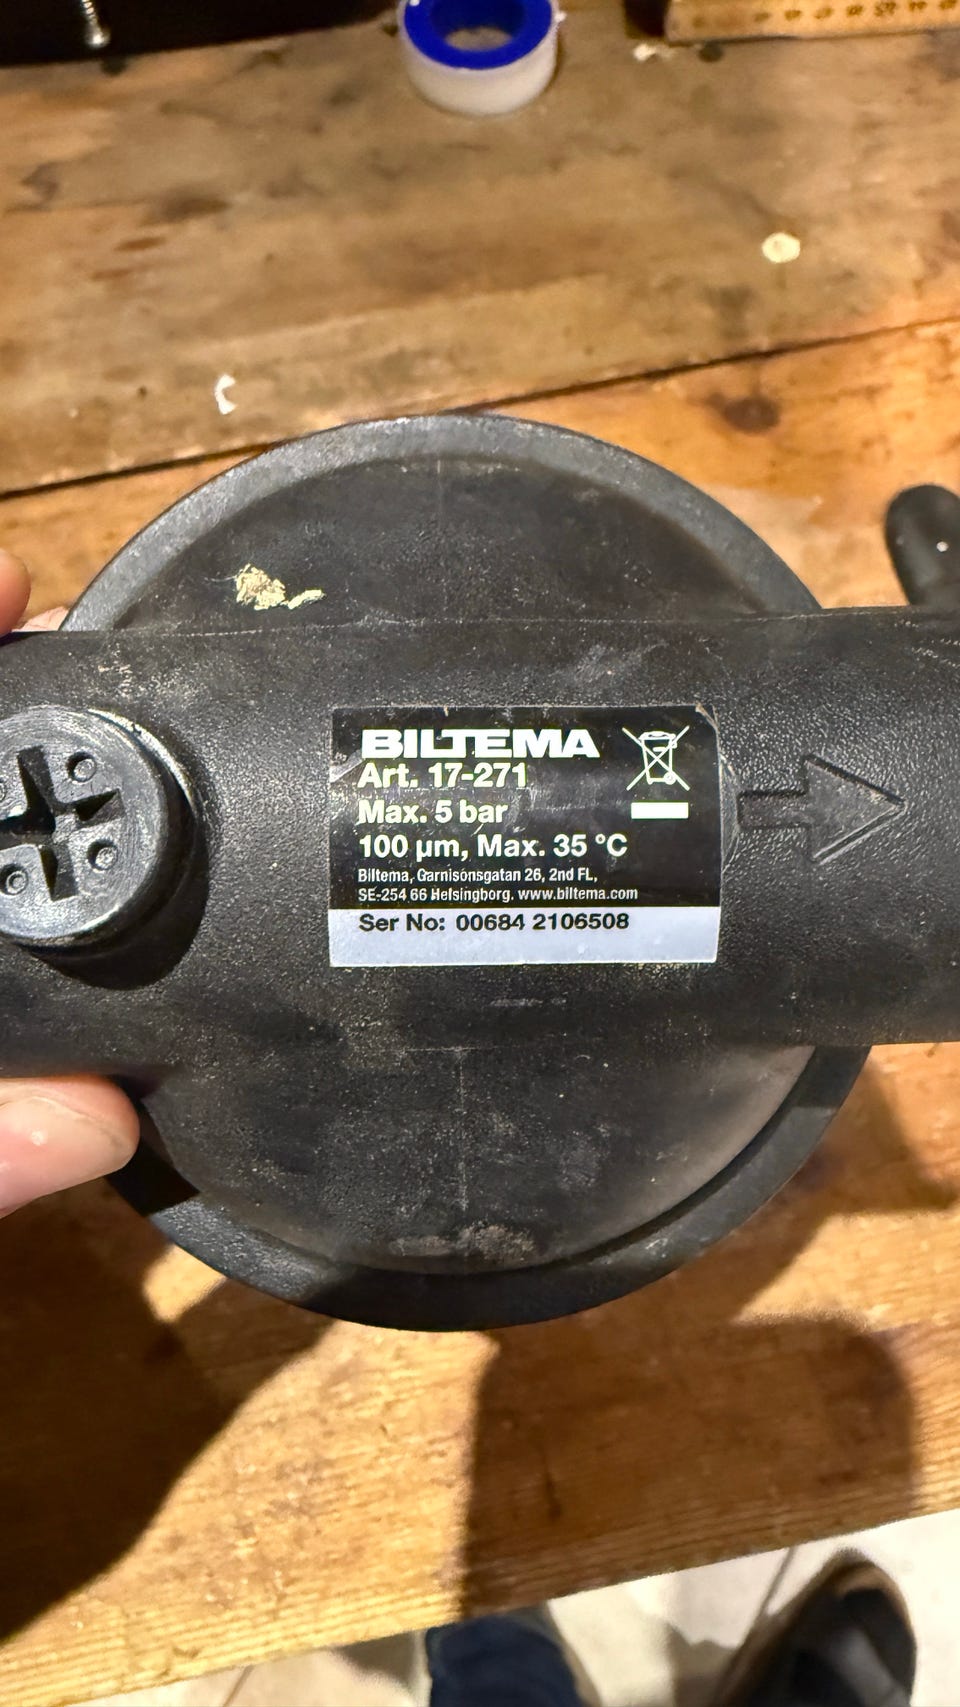 BILTEMA
Art. 17-271
Max. 5 bar
100 µm, Max. 35 °C
Biltema, Garnisonsgatan 26, 2nd FL,
SE-254 66 Helsingborg. www.biltema.com
Ser No: 00684 2106508